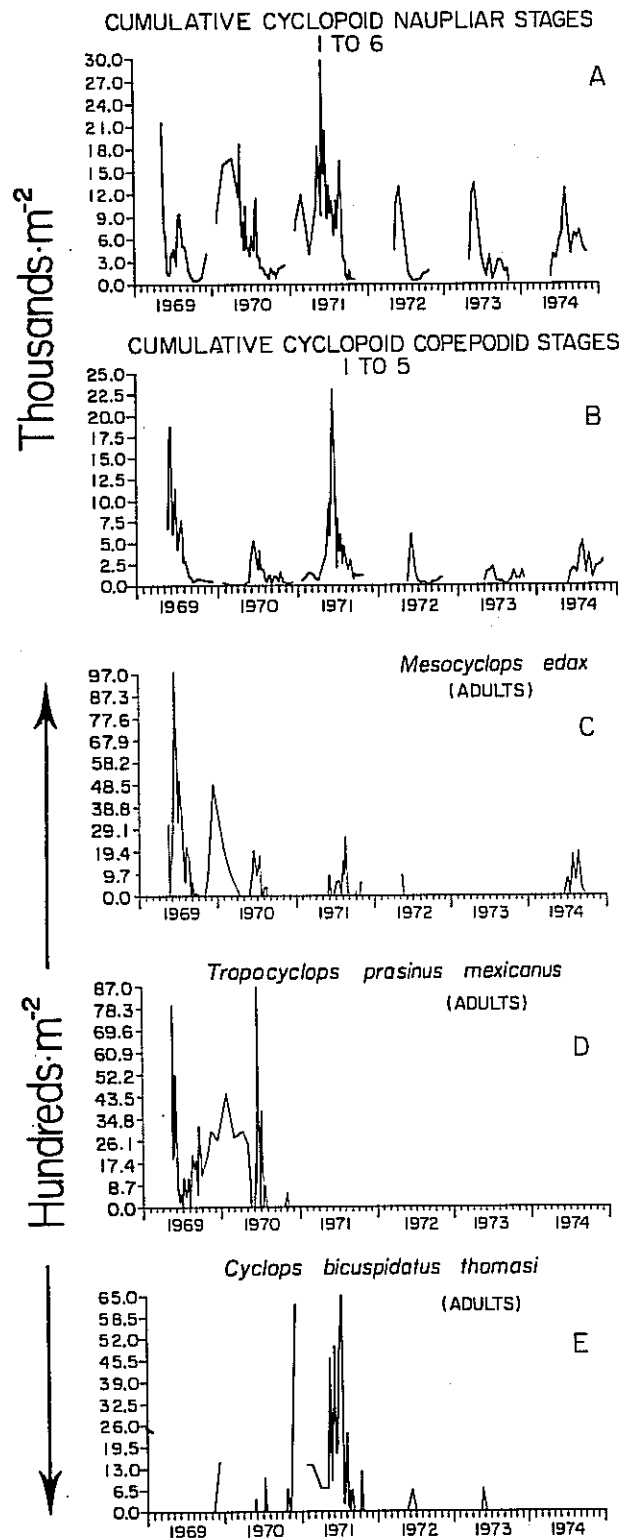 CUMULATIVE CYCLOPOID NAUPLIAR STAGES
1 TO 6
A
30.0
27.0
24.0
21.0
18.0
15.0
12.0
9.0
6.0
3.0
0.0
1969 1970 1971 1972 1973 1974
CUMULATIVE CYCLOPOID COPEPODID STAGES
1 TO 5
B
25.0
22.5
20.0
17.5
15.0
12.5
10.0
7.5
5.0
2.5
0.0
1969 1970 1971 1972 1973 1974
Thousands·m⁻²
Mesocyclops edax
(ADULTS)
C
97.0
87.3
77.6
67.9
58.2
48.5
38.8
29.1
19.4
9.7
0.0
1969 1970 1971 1972 1973 1974
Tropocyclops prasinus mexicanus
(ADULTS)
D
87.0
78.3
69.6
60.9
52.2
43.5
34.8
26.1
17.4
8.7
0.0
1969 1970 1971 1972 1973 1974
Hundreds·m⁻²
Cyclops bicuspidatus thomasi
(ADULTS)
E
65.0
52.0
45.5
39.0
32.5
26.0
19.5
13.0
6.5
0.0
1969 1970 1971 1972 1973 1974